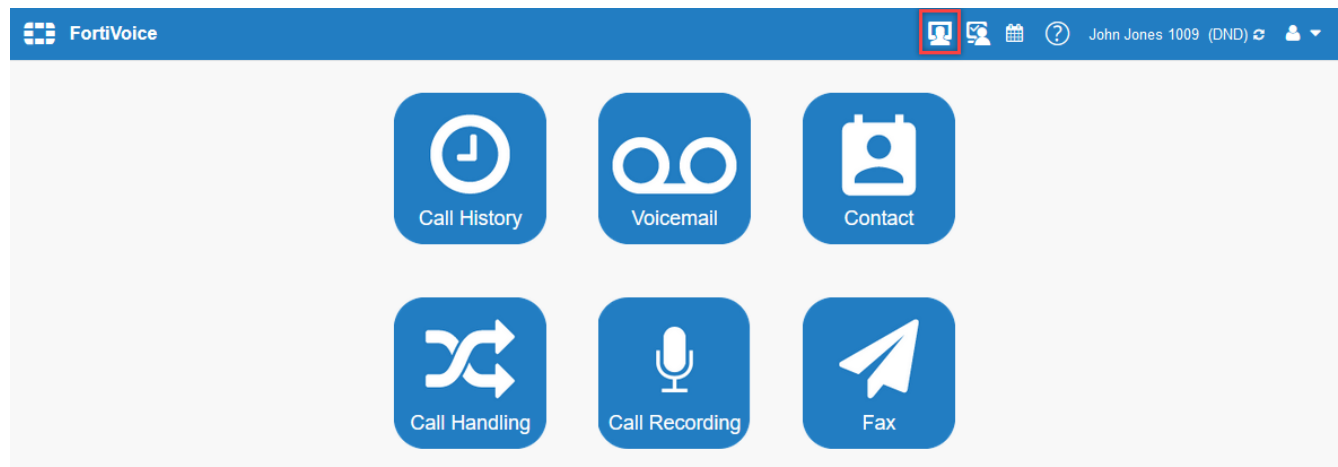 FortiVoice
? John Jones 1009 (DND)
Call History Voicemail Contact
Call Handling Call Recording Fax